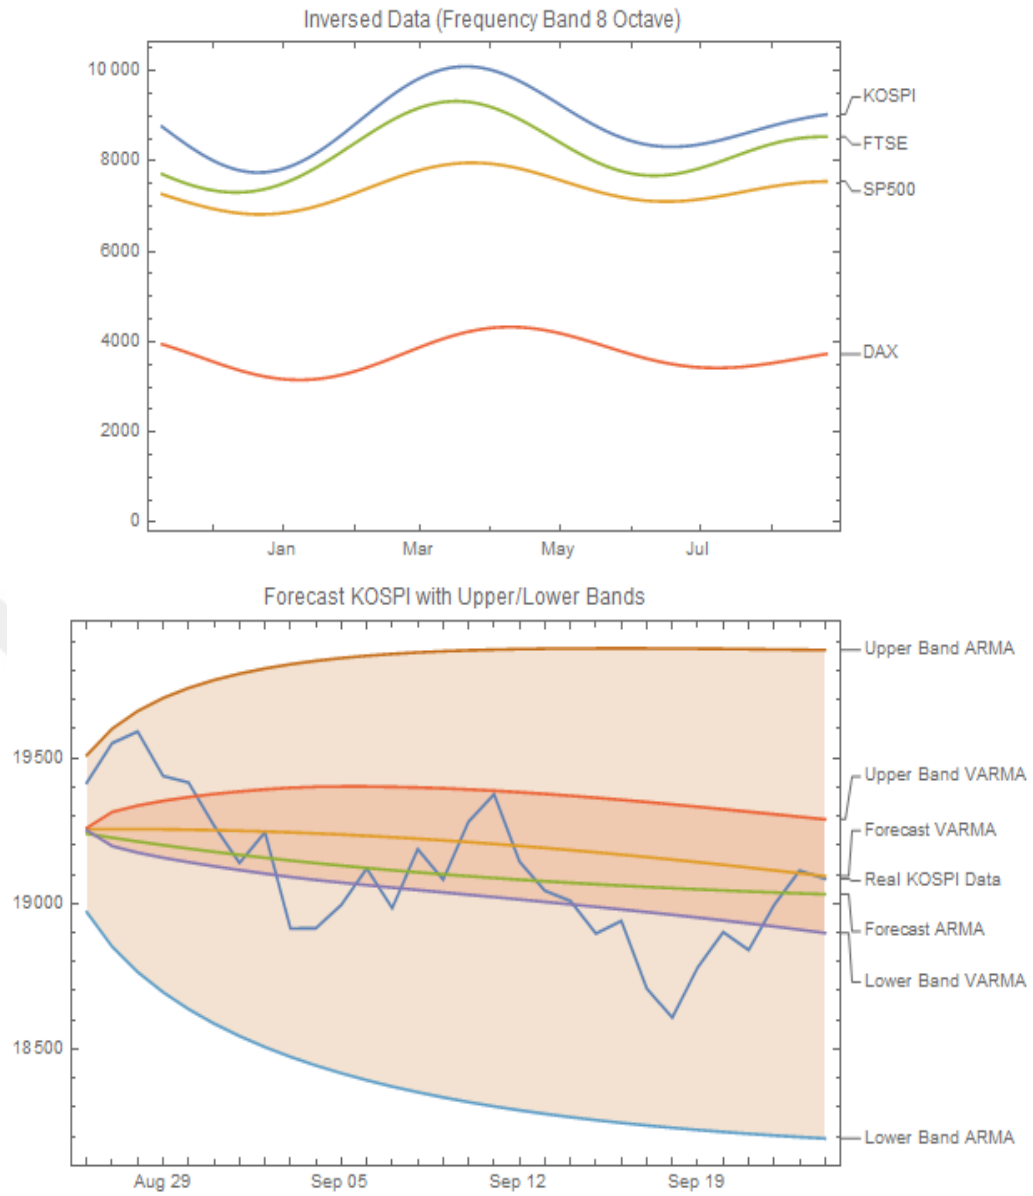 Inversed Data (Frequency Band 8 Octave)
10 000
8000
6000
4000
2000
0
KOSPI
FTSE
SP500
DAX
Jan
Mar
May
Jul
Forecast KOSPI with Upper/Lower Bands
19500
19000
18500
Upper Band ARMA
Upper Band VARMA
Forecast VARMA
Real KOSPI Data
Forecast ARMA
Lower Band VARMA
Lower Band ARMA
Aug 29
Sep 05
Sep 12
Sep 19